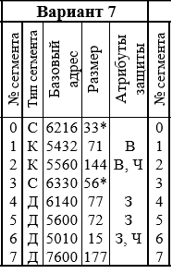 Вариант 7
№ сегмента Тип сегмента Базовый адрес Размер Атрибуты защиты № сегмента
0 С 6216 33* 0
1 К 5432 71 В 1
2 К 5560 144 В, Ч 2
3 С 6330 56* 3
4 Д 6140 77 З 4
5 Д 5600 72 З 5
6 Д 5010 15 З, Ч 6
7 Д 7600 177 7